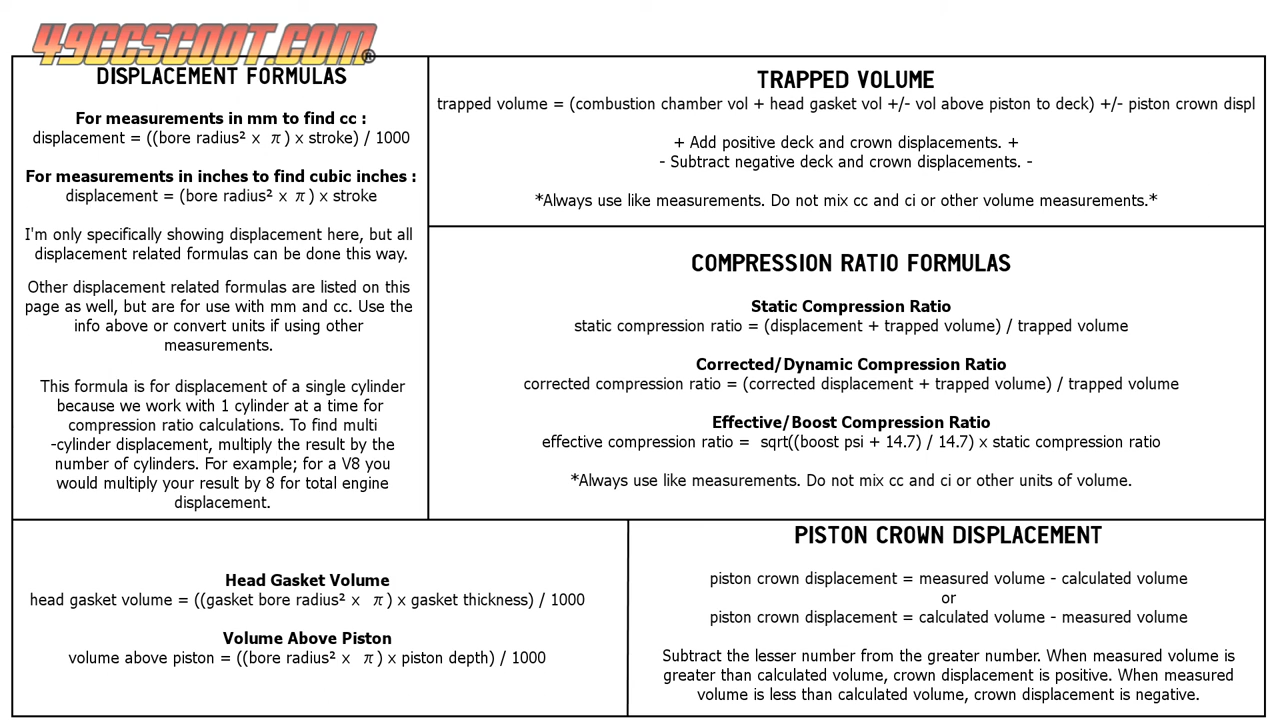 49CCSCOOT.COM®
DISPLACEMENT FORMULAS
For measurements in mm to find cc :
displacement = ((bore radius² x π ) x stroke) / 1000
For measurements in inches to find cubic inches :
displacement = (bore radius² x π ) x stroke
I'm only specifically showing displacement here, but all
displacement related formulas can be done this way.
Other displacement related formulas are listed on this
page as well, but are for use with mm and cc. Use the
info above or convert units if using other
measurements.
This formula is for displacement of a single cylinder
because we work with 1 cylinder at a time for
compression ratio calculations. To find multi
-cylinder displacement, multiply the result by the
number of cylinders. For example; for a V8 you
would multiply your result by 8 for total engine
displacement.
TRAPPED VOLUME
trapped volume = (combustion chamber vol + head gasket vol +/- vol above piston to deck) +/- piston crown displ
+ Add positive deck and crown displacements. +
- Subtract negative deck and crown displacements. -
*Always use like measurements. Do not mix cc and ci or other volume measurements.*
COMPRESSION RATIO FORMULAS
Static Compression Ratio
static compression ratio = (displacement + trapped volume) / trapped volume
Corrected/Dynamic Compression Ratio
corrected compression ratio = (corrected displacement + trapped volume) / trapped volume
Effective/Boost Compression Ratio
effective compression ratio = sqrt((boost psi + 14.7) / 14.7) x static compression ratio
*Always use like measurements. Do not mix cc and ci or other units of volume.
Head Gasket Volume
head gasket volume = ((gasket bore radius² x π ) x gasket thickness) / 1000
Volume Above Piston
volume above piston = ((bore radius² x π ) x piston depth) / 1000
PISTON CROWN DISPLACEMENT
piston crown displacement = measured volume - calculated volume
or
piston crown displacement = calculated volume - measured volume
Subtract the lesser number from the greater number. When measured volume is
greater than calculated volume, crown displacement is positive. When measured
volume is less than calculated volume, crown displacement is negative.